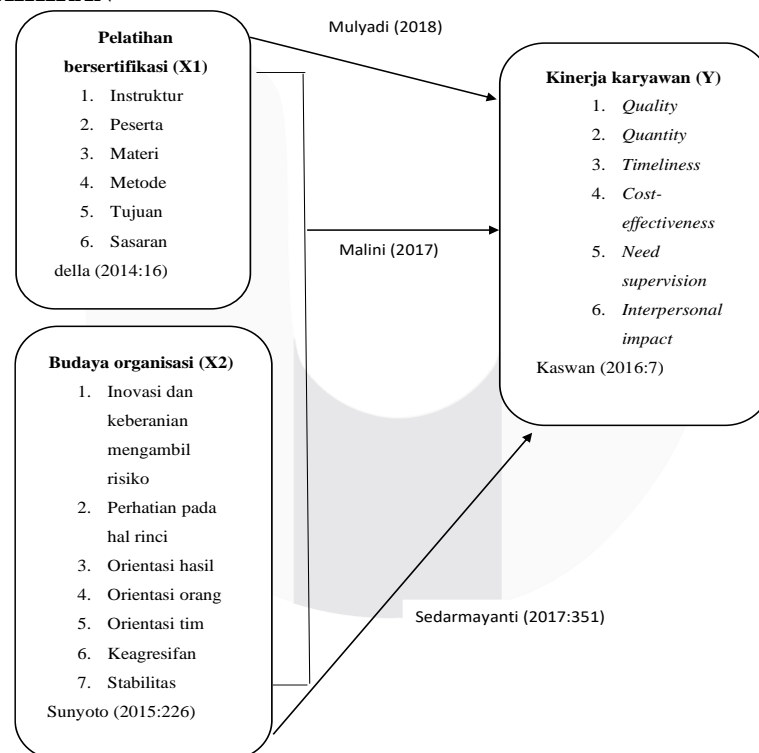 Pelatihan
bersertifikasi (X1)
1. Instruktur
2. Peserta
3. Materi
4. Metode
5. Tujuan
6. Sasaran
della (2014:16)
Mulyadi (2018)
Malini (2017)
Kinerja karyawan (Y)
1. Quality
2. Quantity
3. Timeliness
4. Cost-
effectiveness
5. Need
supervision
6. Interpersonal
impact
Kaswan (2016:7)
Budaya organisasi (X2)
1. Inovasi dan
keberanian
mengambil
risiko
2. Perhatian pada
hal rinci
3. Orientasi hasil
4. Orientasi orang
5. Orientasi tim
6. Keagresifan
7. Stabilitas
Sunyoto (2015:226)
Sedarmayanti (2017:351)